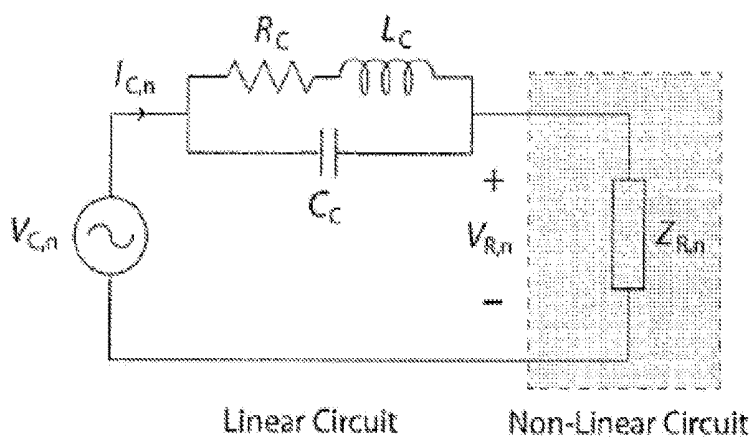 R_C L_C
I_C,n
C_C
+
V_C,n V_R,n Z_R,n
−
Linear Circuit Non-Linear Circuit